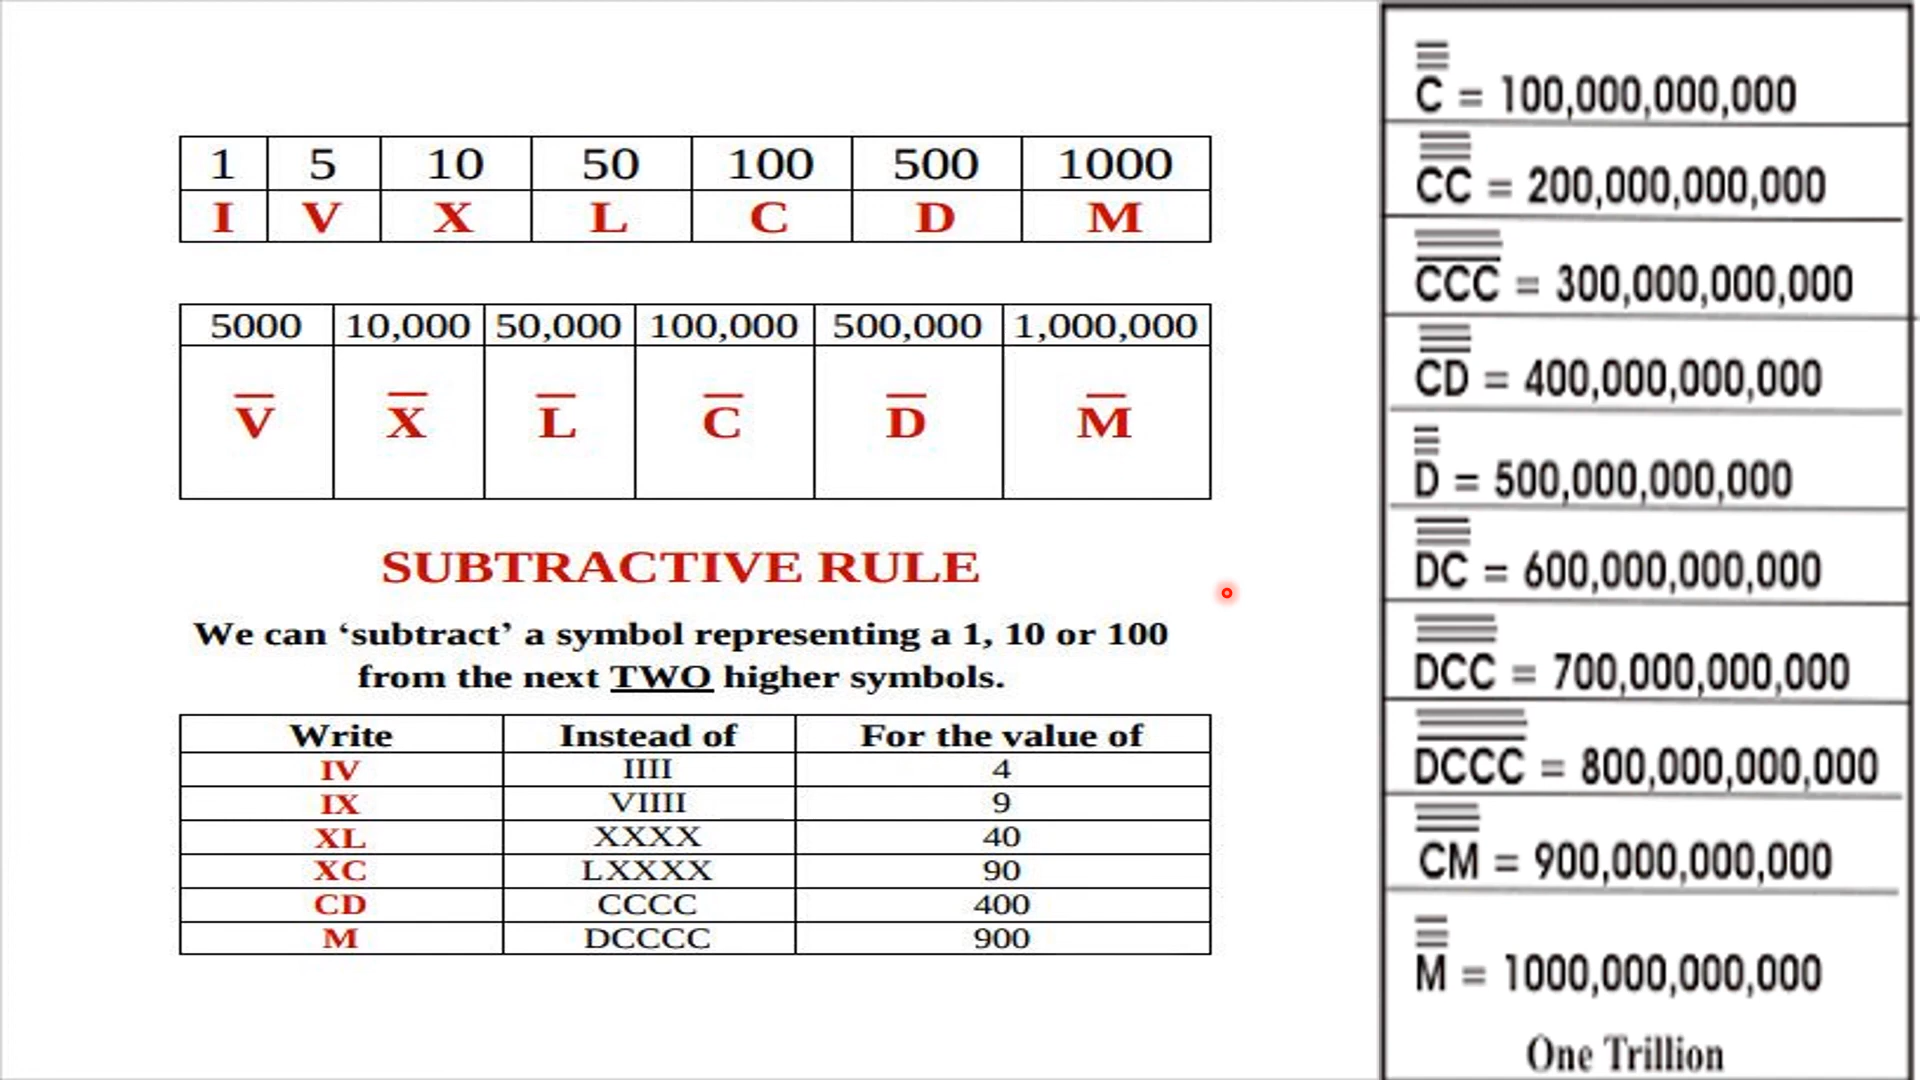 1 5 10 50 100 500 1000
I V X L C D M
5000 10,000 50,000 100,000 500,000 1,000,000
V̅ X̅ L̅ C̅ D̅ M̅
SUBTRACTIVE RULE
We can ‘subtract’ a symbol representing a 1, 10 or 100
from the next TWO higher symbols.
Write Instead of For the value of
IV IIII 4
IX VIIII 9
XL XXXX 40
XC LXXXX 90
CD CCCC 400
M DCCCC 900
C = 100,000,000,000
CC = 200,000,000,000
CCC = 300,000,000,000
CD = 400,000,000,000
D = 500,000,000,000
DC = 600,000,000,000
DCC = 700,000,000,000
DCCC = 800,000,000,000
CM = 900,000,000,000
M = 1000,000,000,000
One Trillion